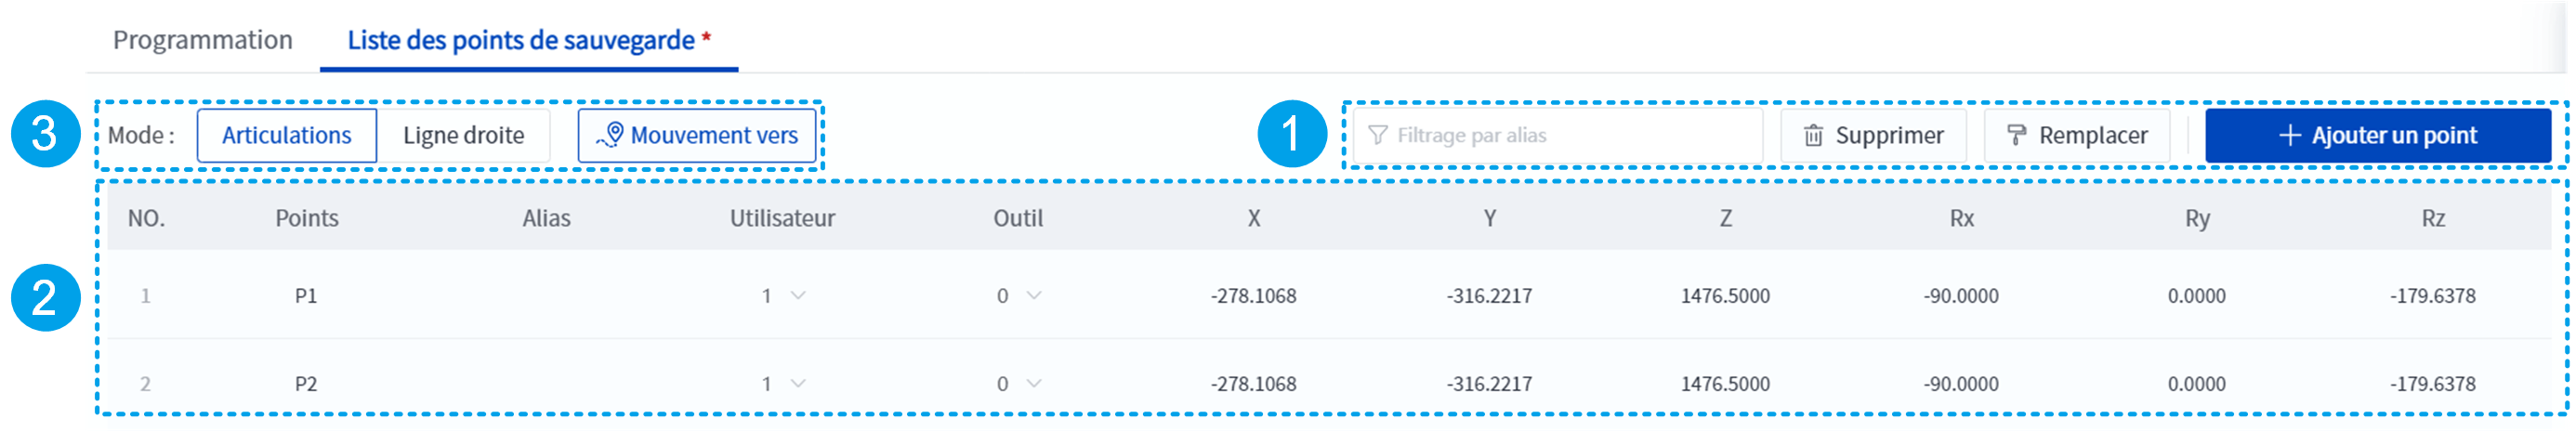 Programmation Liste des points de sauvegarde *
3 Mode : Articulations Ligne droite Mouvement vers 1 Filtrage par alias Supprimer Remplacer + Ajouter un point
NO. Points Alias Utilisateur Outil X Y Z Rx Ry Rz
2
1 P1 1 0 -278.1068 -316.2217 1476.5000 -90.0000 0.0000 -179.6378
2 P2 1 0 -278.1068 -316.2217 1476.5000 -90.0000 0.0000 -179.6378